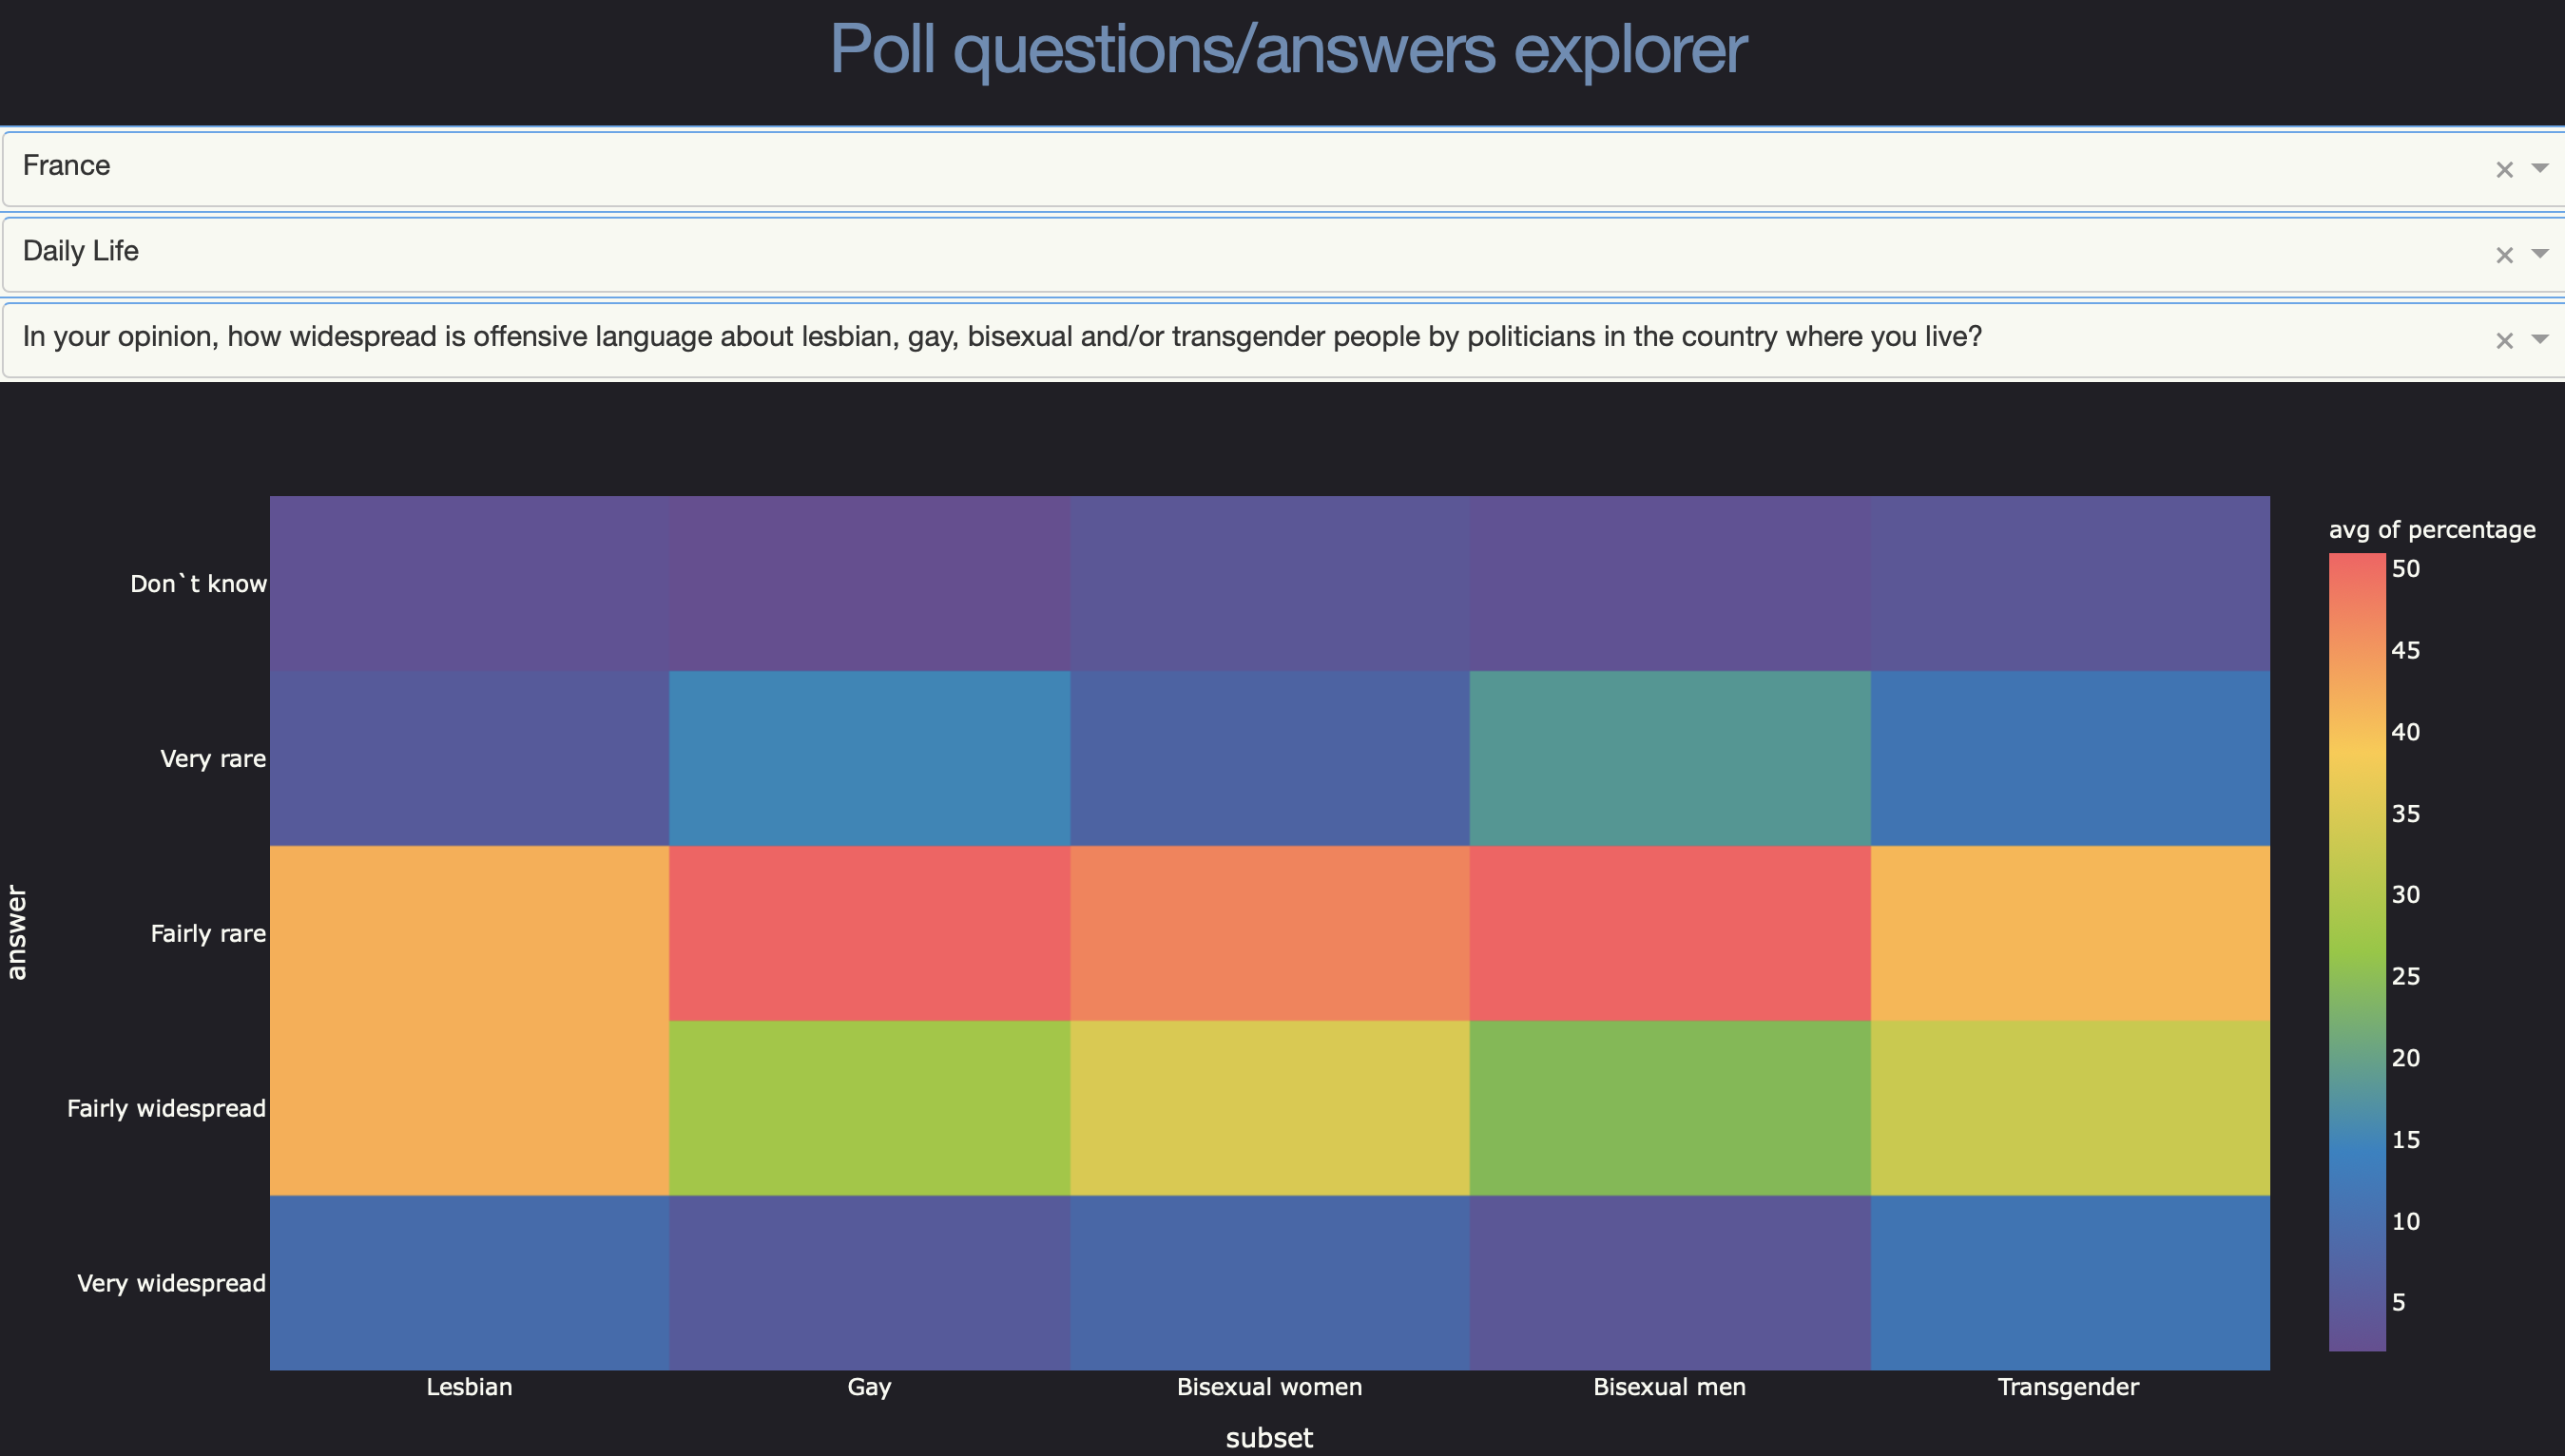 Poll questions/answers explorer
France
Daily Life
In your opinion, how widespread is offensive language about lesbian, gay, bisexual and/or transgender people by politicians in the country where you live?
avg of percentage
50
45
40
35
30
25
20
15
10
5
answer
Don`t know
Very rare
Fairly rare
Fairly widespread
Very widespread
Lesbian
Gay
Bisexual women
Bisexual men
Transgender
subset